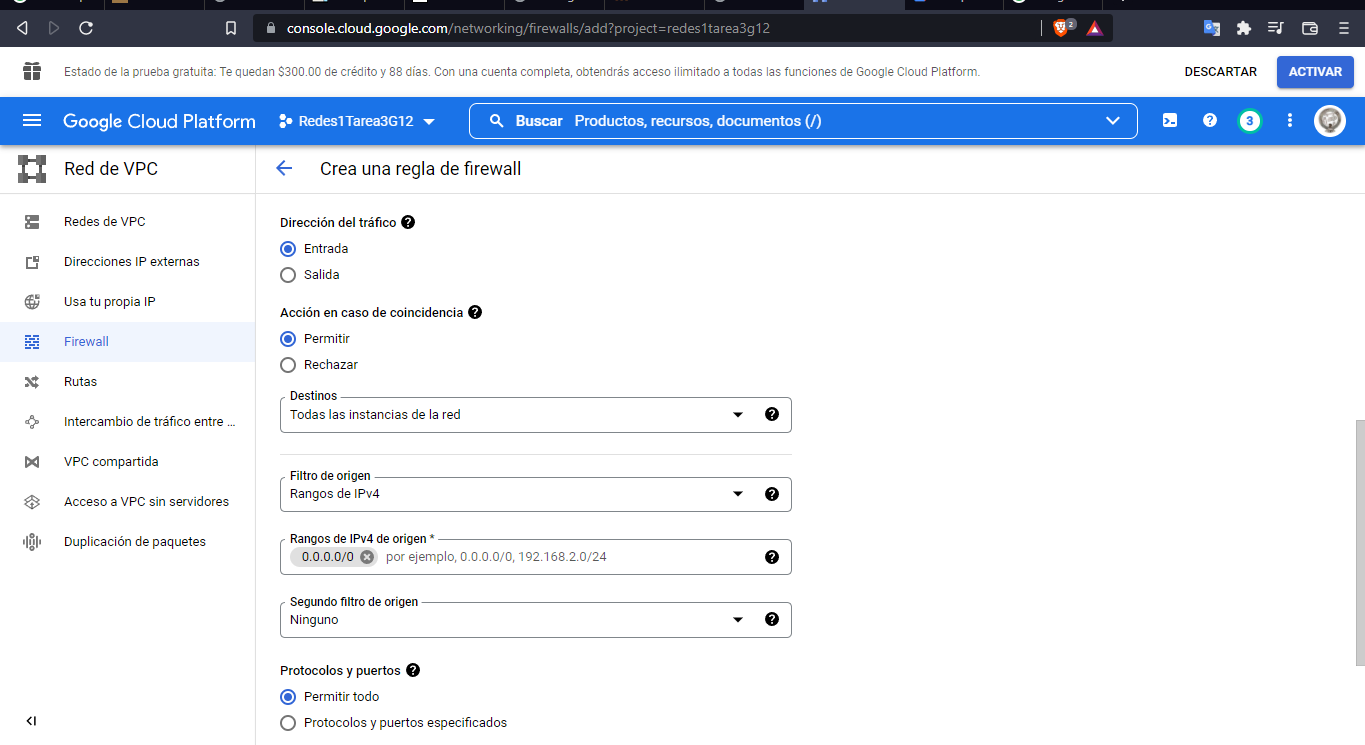 console.cloud.google.com/networking/firewalls/add?project=redes1tarea3g12
2
Estado de la prueba gratuita: Te quedan $300.00 de crédito y 88 días. Con una cuenta completa, obtendrás acceso ilimitado a todas las funciones de Google Cloud Platform.
DESCARTAR
ACTIVAR
Google Cloud Platform
Redes1Tarea3G12
Buscar Productos, recursos, documentos (/)
3
Red de VPC
Crea una regla de firewall
Redes de VPC
Direcciones IP externas
Usa tu propia IP
Firewall
Rutas
Intercambio de tráfico entre ...
VPC compartida
Acceso a VPC sin servidores
Duplicación de paquetes
Dirección del tráfico
Entrada
Salida
Acción en caso de coincidencia
Permitir
Rechazar
Destinos
Todas las instancias de la red
Filtro de origen
Rangos de IPv4
Rangos de IPv4 de origen *
0.0.0.0/0 por ejemplo, 0.0.0.0/0, 192.168.2.0/24
Segundo filtro de origen
Ninguno
Protocolos y puertos
Permitir todo
Protocolos y puertos especificados